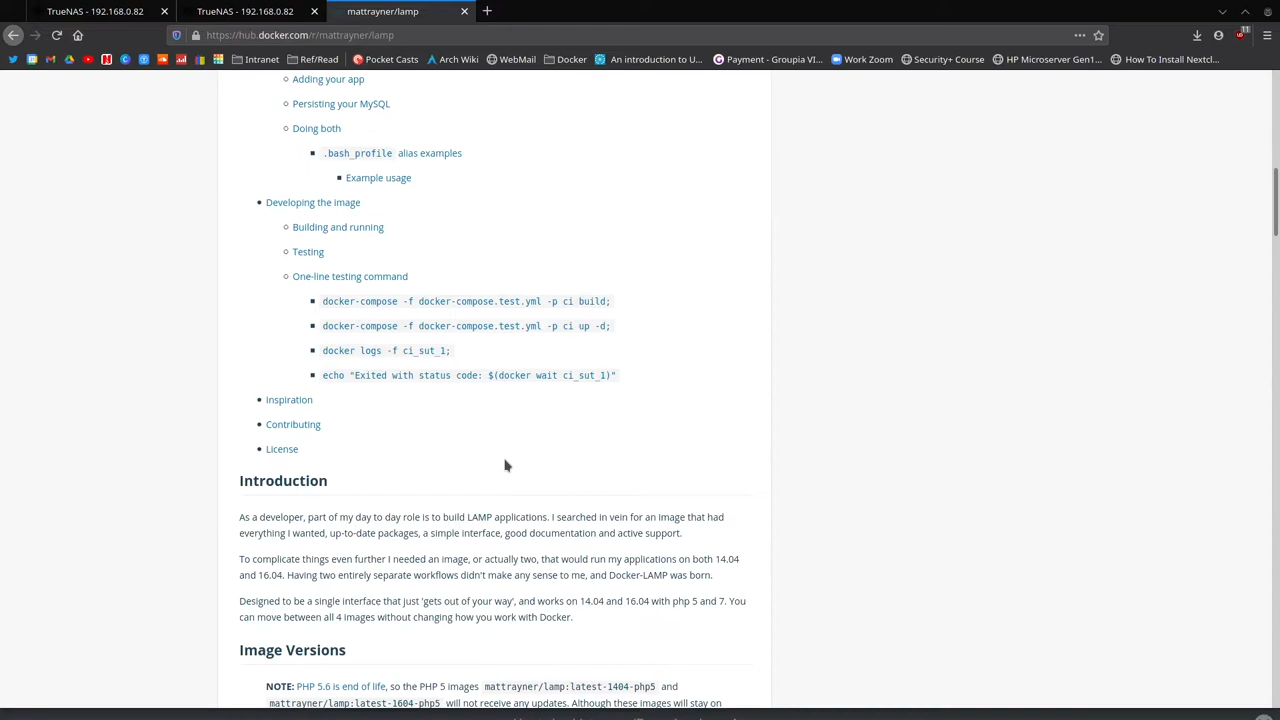 TrueNAS - 192.168.0.82
TrueNAS - 192.168.0.82
mattrayner/lamp
https://hub.docker.com/r/mattrayner/lamp
11
Intranet
Ref/Read
Pocket Casts
Arch Wiki
WebMail
Docker
An introduction to U...
Payment - Groupia VI...
Work Zoom
Security+ Course
HP Microserver Gen1...
How To Install Nextcl...
Adding your app
Persisting your MySQL
Doing both
.bash_profile alias examples
Example usage
Developing the image
Building and running
Testing
One-line testing command
docker-compose -f docker-compose.test.yml -p ci build;
docker-compose -f docker-compose.test.yml -p ci up -d;
docker logs -f ci_sut_1;
echo "Exited with status code: $(docker wait ci_sut_1)"
Inspiration
Contributing
License
Introduction
As a developer, part of my day to day role is to build LAMP applications. I searched in vein for an image that had
everything I wanted, up-to-date packages, a simple interface, good documentation and active support.
To complicate things even further I needed an image, or actually two, that would run my applications on both 14.04
and 16.04. Having two entirely separate workflows didn't make any sense to me, and Docker-LAMP was born.
Designed to be a single interface that just 'gets out of your way', and works on 14.04 and 16.04 with php 5 and 7. You
can move between all 4 images without changing how you work with Docker.
Image Versions
NOTE: PHP 5.6 is end of life, so the PHP 5 images mattrayner/lamp:latest-1404-php5 and
mattrayner/lamp:latest-1604-php5 will not receive any updates. Although these images will stay on